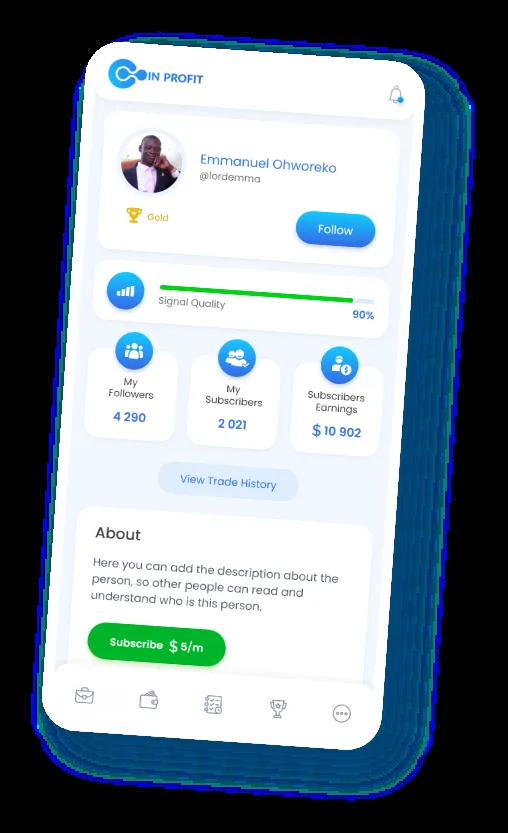 IN PROFIT
Emmanuel Ohworeko
@lordemma
Gold
Follow
Signal Quality
90%
My
Followers
4 290
My
Subscribers
2 021
Subscribers
Earnings
$ 10 902
View Trade History
About
Here you can add the description about the
person, so other people can read and
understand who is this person.
Subscribe $ 5/m